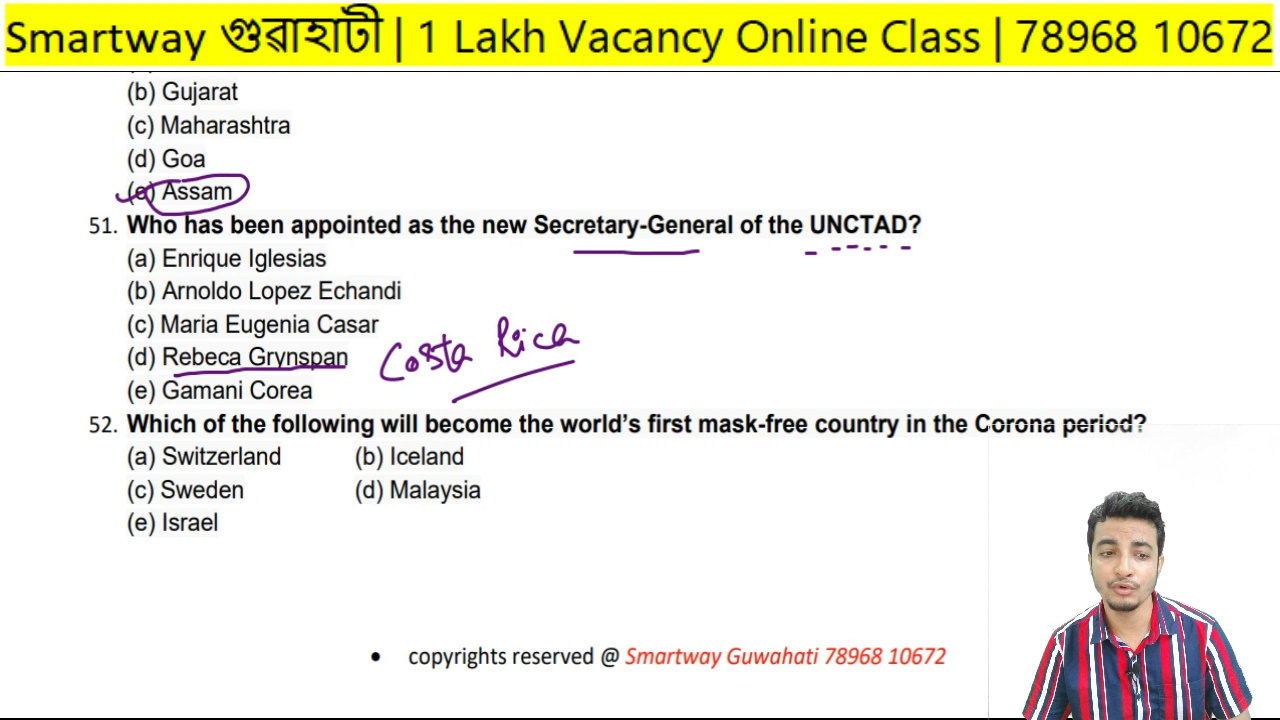 Smartway গুৱাহাটী | 1 Lakh Vacancy Online Class | 78968 10672
(b) Gujarat
(c) Maharashtra
(d) Goa
(e) Assam
51. Who has been appointed as the new Secretary-General of the UNCTAD?
(a) Enrique Iglesias
(b) Arnoldo Lopez Echandi
(c) Maria Eugenia Casar
(d) Rebeca Grynspan Costa Rica
(e) Gamani Corea
52. Which of the following will become the world's first mask-free country in the Corona period?
(a) Switzerland (b) Iceland
(c) Sweden (d) Malaysia
(e) Israel
• copyrights reserved @ Smartway Guwahati 78968 10672